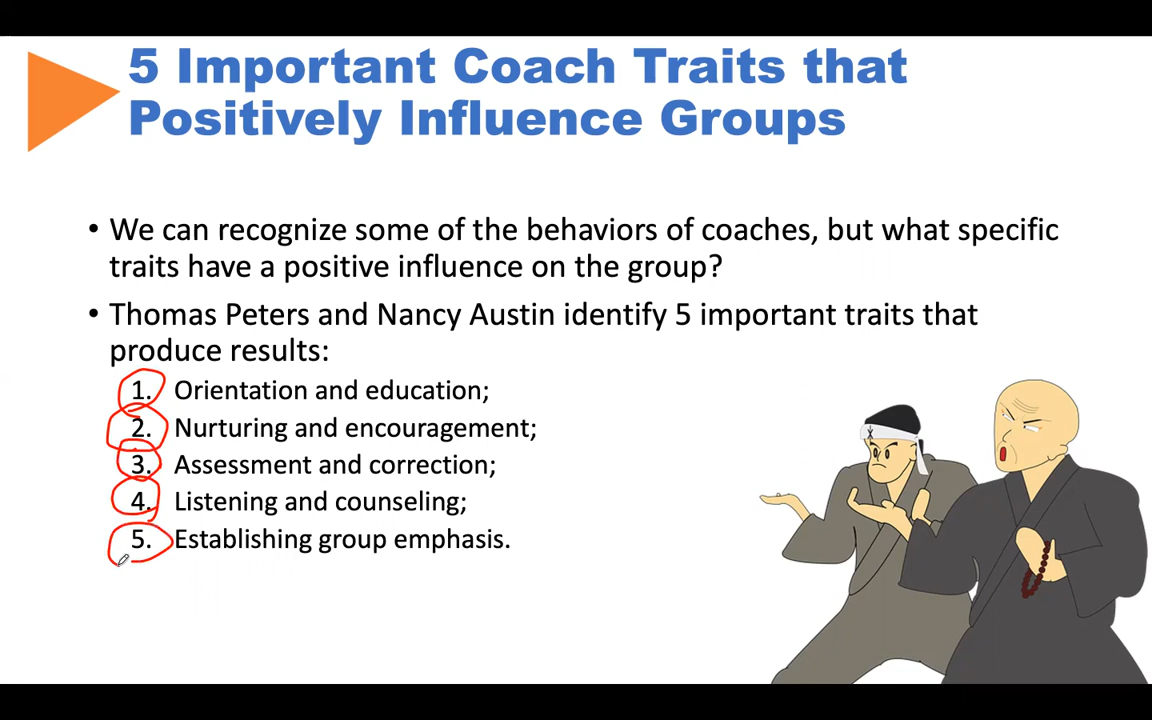 5 Important Coach Traits that
Positively Influence Groups
• We can recognize some of the behaviors of coaches, but what specific
traits have a positive influence on the group?
• Thomas Peters and Nancy Austin identify 5 important traits that
produce results:
1. Orientation and education;
2. Nurturing and encouragement;
3. Assessment and correction;
4. Listening and counseling;
5. Establishing group emphasis.